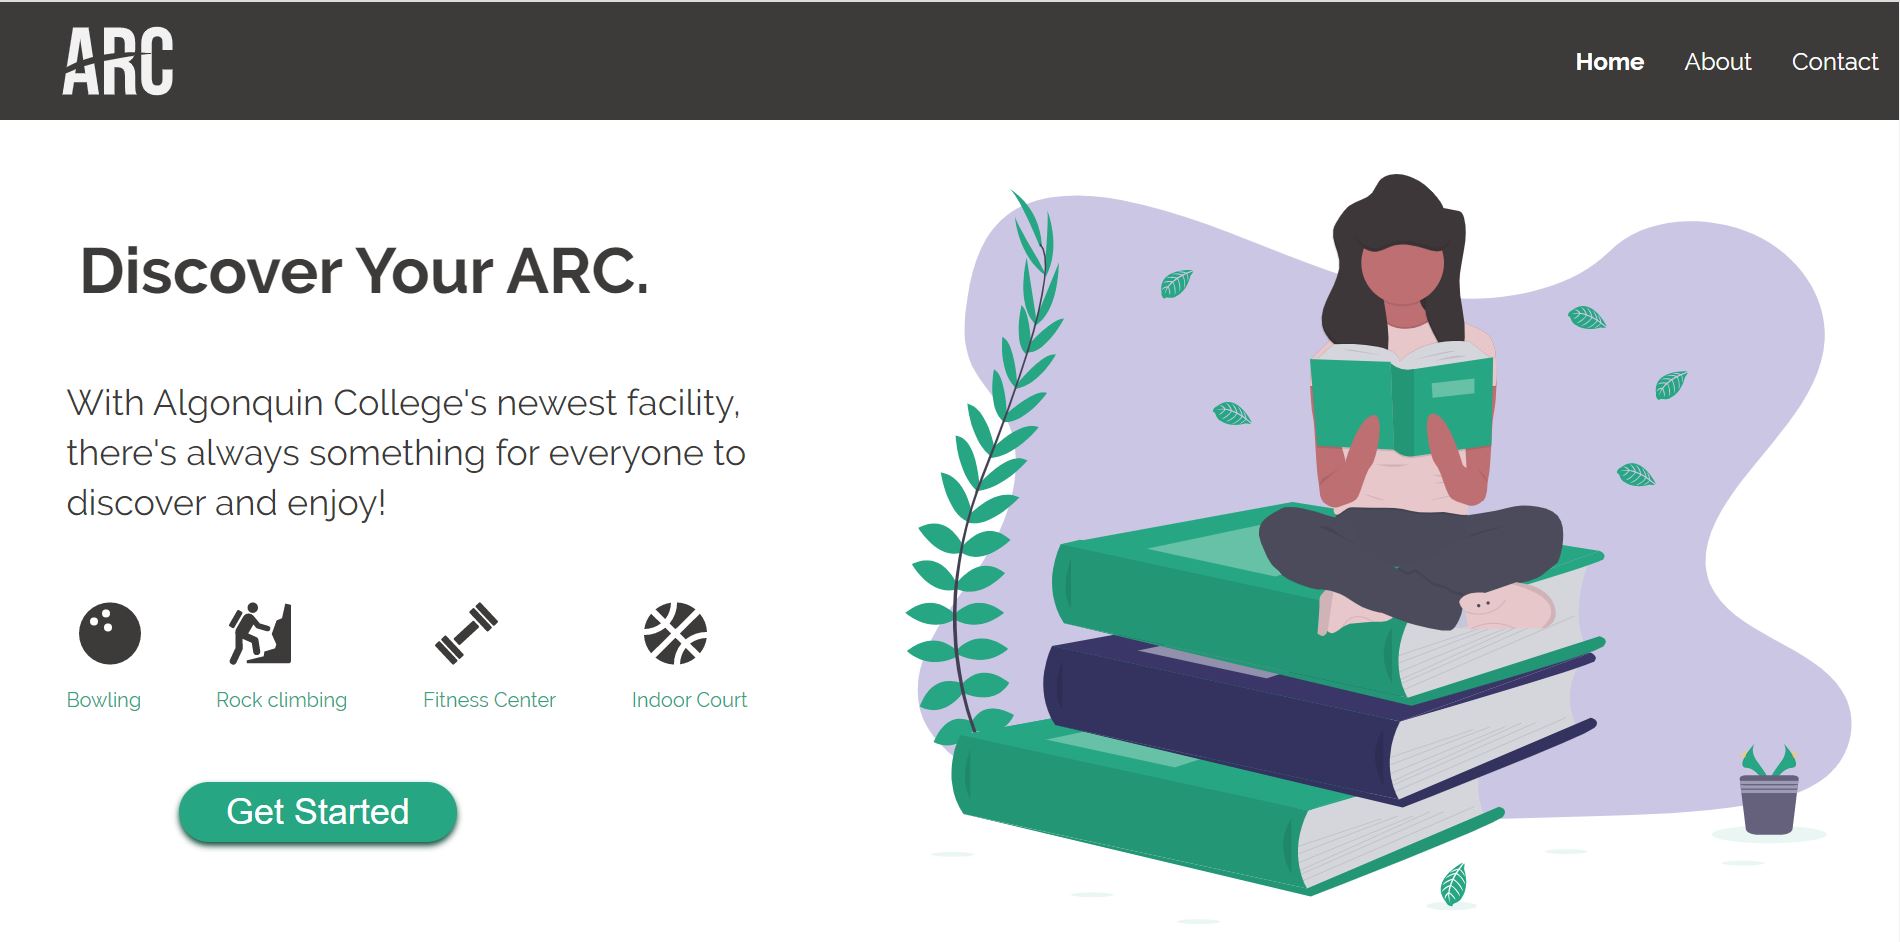 ARC
Home About Contact
Discover Your ARC.
With Algonquin College's newest facility,
there's always something for everyone to
discover and enjoy!
Bowling Rock climbing Fitness Center Indoor Court
Get Started